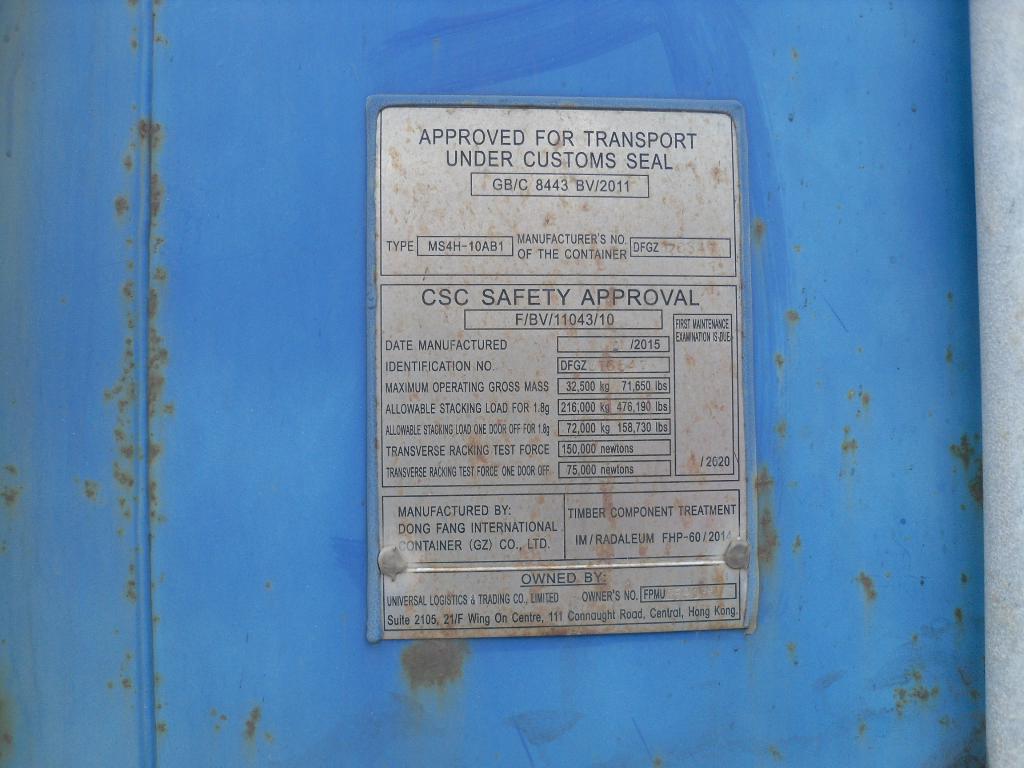 APPROVED FOR TRANSPORT
UNDER CUSTOMS SEAL
GB/C 8443 BV/2011
TYPE MS4H-10AB1 MANUFACTURER'S NO. OF THE CONTAINER DFGZ
CSC SAFETY APPROVAL
F/BV/11043/10
FIRST MAINTENANCE
EXAMINATION IS DUE
DATE MANUFACTURED /2015
IDENTIFICATION NO. DFGZ
MAXIMUM OPERATING GROSS MASS 32,500 kg 71,650 lbs
ALLOWABLE STACKING LOAD FOR 1.8g 216,000 kg 476,190 lbs
ALLOWABLE STACKING LOAD ONE DOOR OFF FOR 1.8g 72,000 kg 158,730 lbs
TRANSVERSE RACKING TEST FORCE 150,000 newtons
/2020
TRANSVERSE RACKING TEST FORCE ONE DOOR OFF 75,000 newtons
MANUFACTURED BY:
DONG FANG INTERNATIONAL
CONTAINER (GZ) CO., LTD.
TIMBER COMPONENT TREATMENT
IM/RADALEUM FHP-60/2014
OWNED BY:
UNIVERSAL LOGISTICS & TRADING CO., LIMITED OWNER'S NO. FPMU
Suite 2105, 21/F Wing On Centre, 111 Connaught Road, Central, Hong Kong.